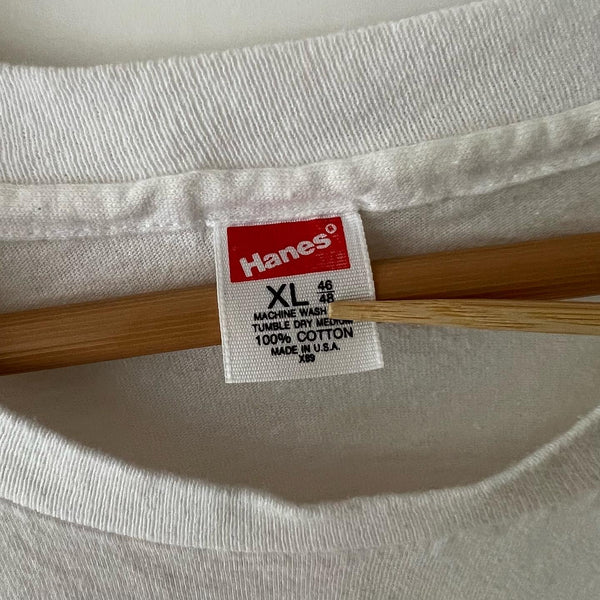 Hanes®
XL 46/48
MACHINE WASH
TUMBLE DRY MEDIUM
100% COTTON
MADE IN U.S.A.
X89